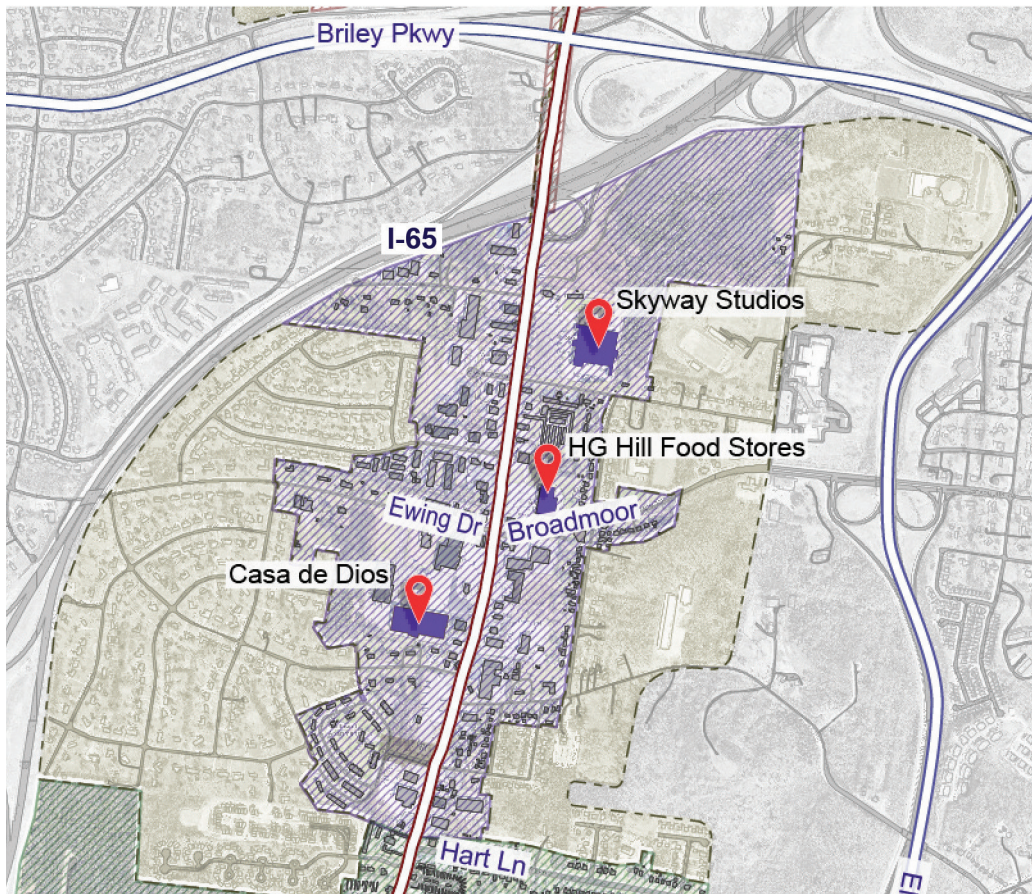 Briley Pkwy
I-65
Skyway Studios
HG Hill Food Stores
Ewing Dr
Broadmoor
Casa de Dios
Hart Ln
E